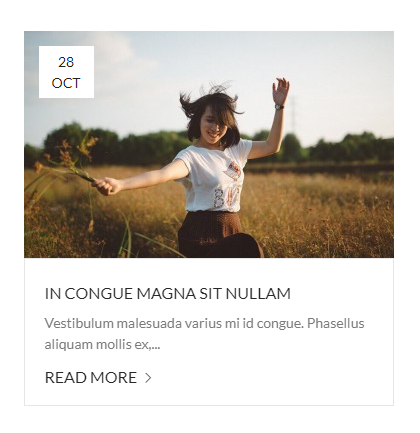 28
OCT
IN CONGUE MAGNA SIT NULLAM
Vestibulum malesuada varius mi id congue. Phasellus
aliquam mollis ex,...
READ MORE >